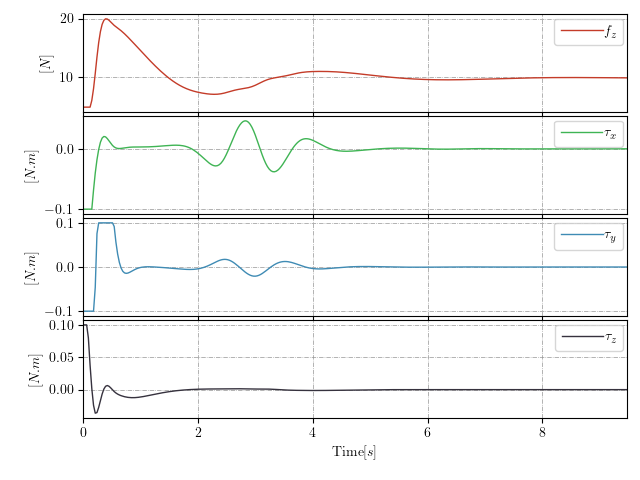 20
10
[N]
f_z
0.0
−0.1
[N.m]
τ_x
0.1
0.0
−0.1
[N.m]
τ_y
0.10
0.05
0.00
[N.m]
τ_z
0 2 4 6 8
Time[s]